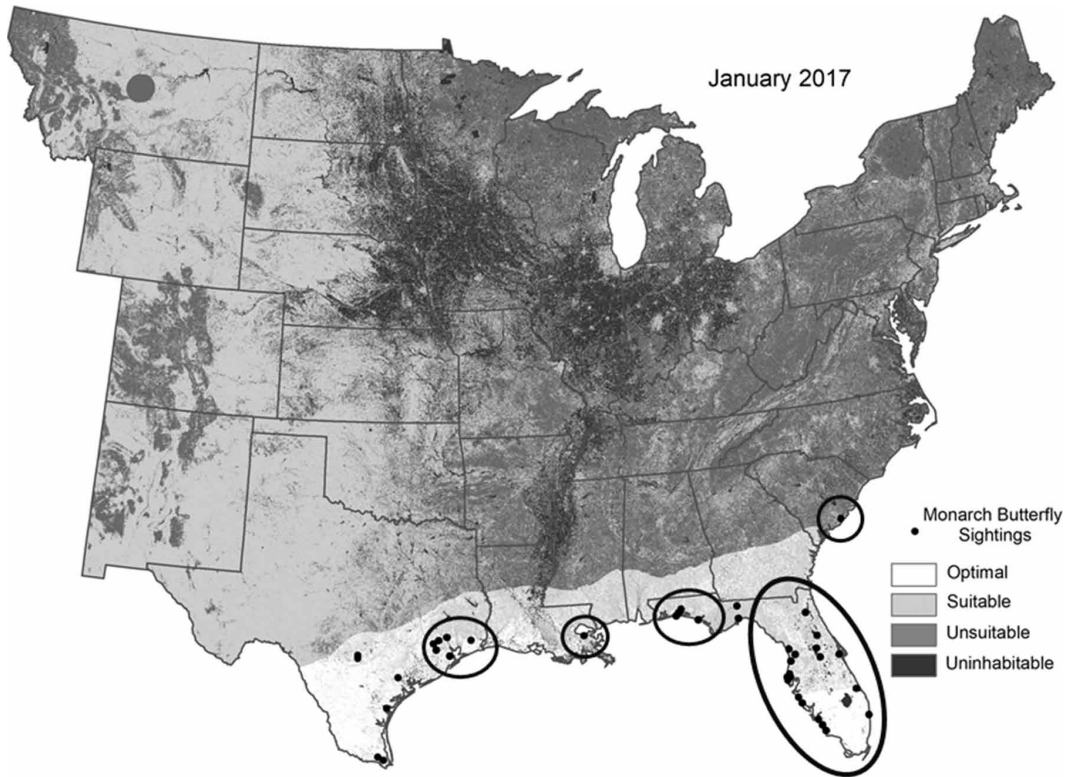 January 2017
Monarch Butterfly
Sightings
Optimal
Suitable
Unsuitable
Uninhabitable